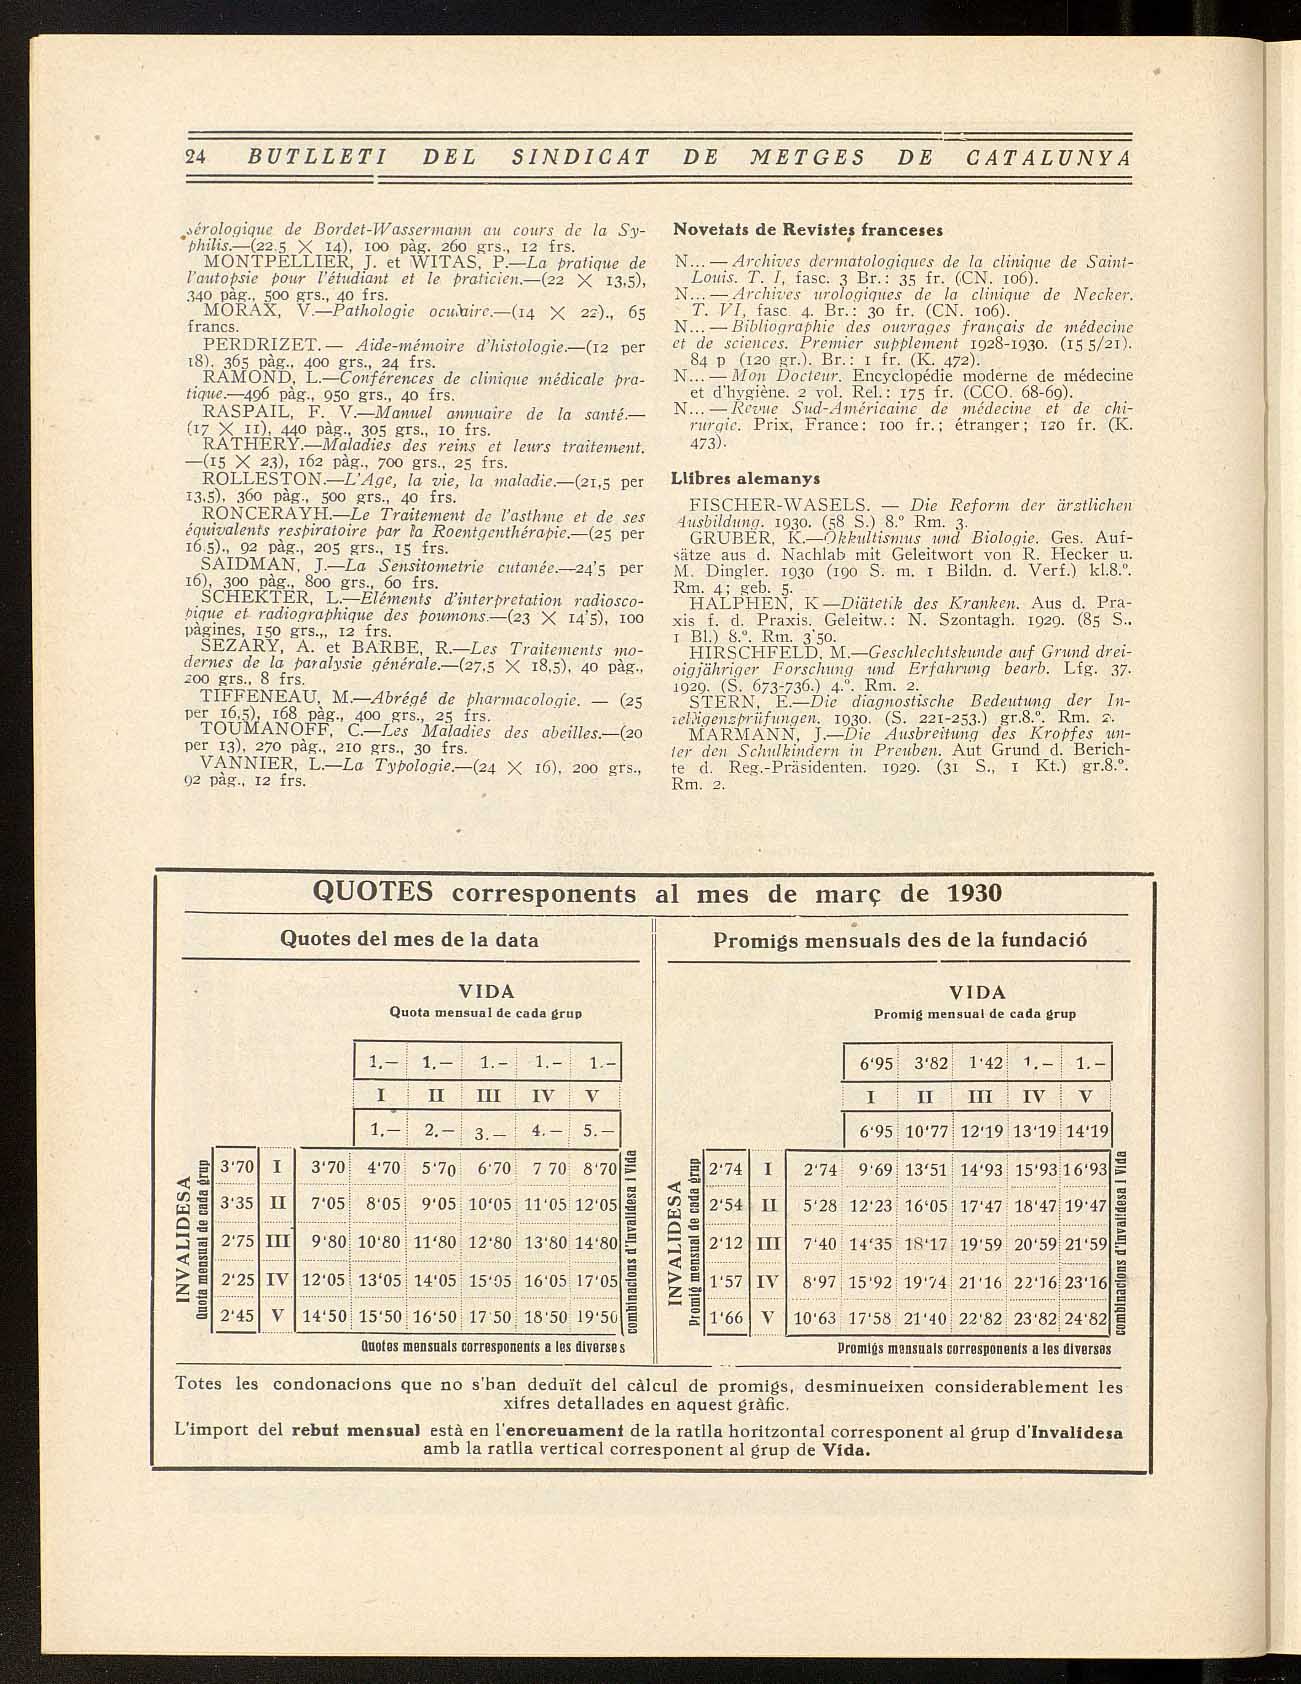 24 BUTLLETI DEL SINDICAT DE METGES DE CATALUNYA
sérologique de Bordet-Wassermann au cours de la Sy-
philis.—(22.5 X 14), 100 pàg. 260 grs., 12 frs.
MONTPELLIER, J. et WITAS, P.—La pratique de
l'autopsie pour l'étudiant et le praticien.—(22 X 13,5),
340 pàg., 500 grs., 40 frs.
MORAX, V.—Pathologie oculaire.—(14 X 22)., 65
francs.
PERDRIZET.— Aide-mémoire d'histologie.—(12 per
18), 365 pàg., 400 grs., 24 frs.
RAMOND, L.—Conférences de clinique médicale pra-
tique.—496 pàg., 950 grs., 40 frs.
RASPAIL, F. V.—Manuel annuaire de la santé.—
(17 X 11), 440 pàg., 305 grs., 10 frs.
RATHERY.—Maladies des reins et leurs traitement.
—(15 X 23), 162 pàg., 700 grs., 25 frs.
ROLLESTON.—L'Age, la vie, la maladie.—(21,5 per
13,5), 360 pàg., 500 grs., 40 frs.
RONCERAYH.—Le Traitement de l'asthme et de ses
équivalents respiratoire par la Roentgenthérapie.—(25 per
16.5)., 92 pàg., 205 grs., 15 frs.
SAIDMAN, J.—La Sensitometrie cutanée.—24'5 per
16), 300 pàg., 800 grs., 60 frs.
SCHEKTER, L.—Eléments d'interpretation radiosco-
pique et radiographique des poumons.—(23 X 14'5), 100
pàgines, 150 grs.,, 12 frs.
SEZARY, A. et BARBE, R.—Les Traitements mo-
dernes de la paralysie générale.—(27,5 X 18,5), 40 pàg.,
200 grs., 8 frs.
TIFFENEAU, M.—Abrégé de pharmacologie. — (25
per 16,5), 168 pàg., 400 grs., 25 frs.
TOUMANOFF, C.—Les Maladies des abeilles.—(20
per 13), 270 pàg., 210 grs., 30 frs.
VANNIER, L.—La Typologie.—(24 X 16), 200 grs.,
92 pàg., 12 frs.
Novetats de Revistes franceses
N... — Archives dermatologiques de la clinique de Saint-
Louis. T. I, fasc. 3 Br.: 35 fr. (CN. 106).
N... — Archives urologiques de la clinique de Necker.
T. VI, fasc. 4. Br.: 30 fr. (CN. 106).
N... — Bibliographie des ouvrages français de médecine
et de sciences. Premier supplement 1928-1930. (15 5/21).
84 p (120 gr.). Br.: 1 fr. (K. 472).
N... — Mon Docteur. Encyclopédie moderne de médecine
et d'hygiène. 2 vol. Rel.: 175 fr. (CCO. 68-69).
N... — Revue Sud-Américaine de médecine et de chi-
rurgie. Prix, France: 100 fr.; étranger; 120 fr. (K.
473).
Llibres alemanys
FISCHER-WASELS. — Die Reform der ärztlichen
Ausbildung. 1930. (58 S.) 8.º Rm. 3.
GRUBER, K.—Okkultismus und Biologie. Ges. Auf-
sätze aus d. Nachlab mit Geleitwort von R. Hecker u.
M. Dingler. 1930 (190 S. m. 1 Bildn. d. Verf.) kl.8.º.
Rm. 4; geb. 5.
HALPHEN, K—Diätetik des Kranken. Aus d. Pra-
xis f. d. Praxis. Geleitw.: N. Szontagh. 1929. (85 S.,
1 Bl.) 8.º. Rm. 3'50.
HIRSCHFELD, M.—Geschlechtskunde auf Grund drei-
oigjähriger Forschung und Erfahrung bearb. Lfg. 37.
1929. (S. 673-736.) 4.º. Rm. 2.
STERN, E.—Die diagnostische Bedeutung der In-
telligenzprüfungen. 1930. (S. 221-253.) gr.8.º. Rm. 2.
MARMANN, J.—Die Ausbreitung des Kropfes un-
ter den Schulkindern in Preuben. Aut Grund d. Berich-
te d. Reg.-Präsidenten. 1929. (31 S., 1 Kt.) gr.8.º.
Rm. 2.
QUOTES corresponents al mes de març de 1930
Quotes del mes de la data
VIDA
Quota mensual de cada grup
1.— 1.— 1.— 1.— 1.—
I II III IV V
1.— 2.— 3.— 4.— 5.—
INVALIDESA
Quota mensual de cada grup
3'70 I 3'70 4'70 5'70 6'70 7 70 8'70
3'35 II 7'05 8'05 9'05 10'05 11'05 12'05
2'75 III 9'80 10'80 11'80 12'80 13'80 14'80
2'25 IV 12'05 13'05 14'05 15'05 16'05 17'05
2'45 V 14'50 15'50 16'50 17 50 18'50 19'50
combinacions d'Invalidesa i Vida
Quotes mensuals corresponents a les diverses
Promigs mensuals des de la fundació
VIDA
Promig mensual de cada grup
6'95 3'82 1'42 1.— 1.—
I II III IV V
6'95 10'77 12'19 13'19 14'19
INVALIDESA
Promig mensual de cada grup
2'74 I 2'74 9'69 13'51 14'93 15'93 16'93
2'54 II 5'28 12'23 16'05 17'47 18'47 19'47
2'12 III 7'40 14'35 18'17 19'59 20'59 21'59
1'57 IV 8'97 15'92 19'74 21'16 22'16 23'16
1'66 V 10'63 17'58 21'40 22'82 23'82 24'82
combinacions d'Invalidesa i Vida
Promigs mensuals corresponents a les diverses
Totes les condonacions que no s'han deduït del càlcul de promigs, desminueixen considerablement les
xifres detallades en aquest gràfic.
L'import del rebut mensual està en l'encreuament de la ratlla horitzontal corresponent al grup d'Invalidesa
amb la ratlla vertical corresponent al grup de Vida.